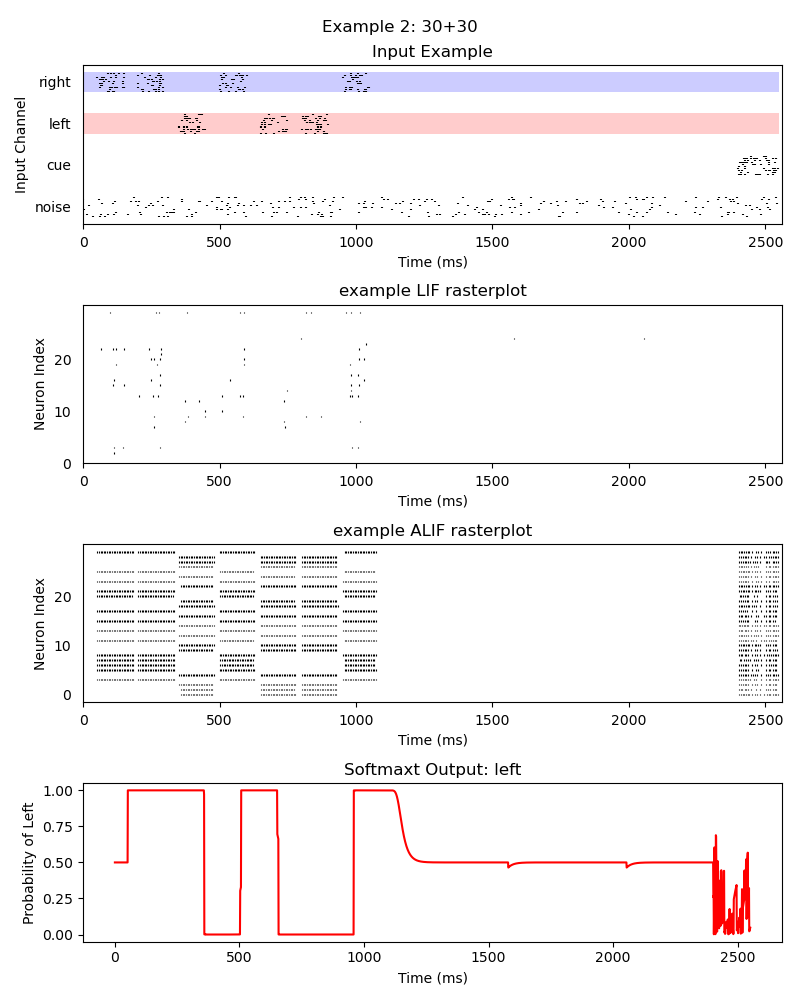 Example 2: 30+30
Input Example
Input Channel
right
left
cue
noise
0 500 1000 1500 2000 2500
Time (ms)
example LIF rasterplot
Neuron Index
20
10
0
0 500 1000 1500 2000 2500
Time (ms)
example ALIF rasterplot
Neuron Index
20
10
0
0 500 1000 1500 2000 2500
Time (ms)
Softmaxt Output: left
Probability of Left
1.00
0.75
0.50
0.25
0.00
0 500 1000 1500 2000 2500
Time (ms)